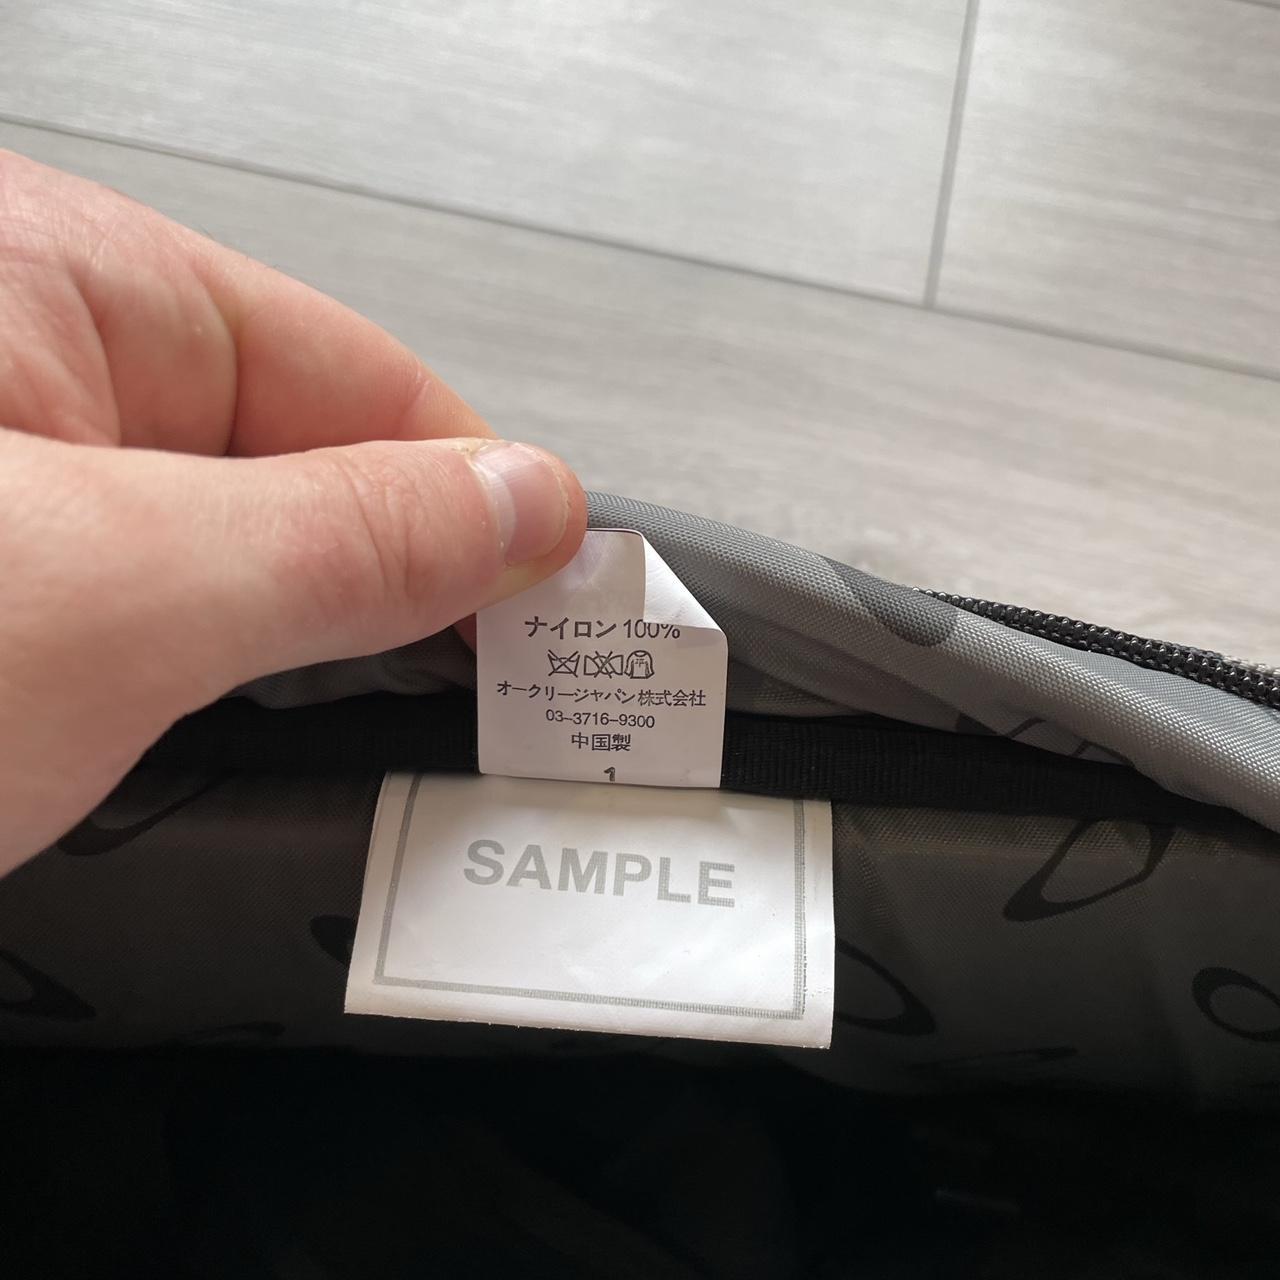 ナイロン 100%
オークリージャパン株式会社
03-3716-9300
中国製
1
SAMPLE